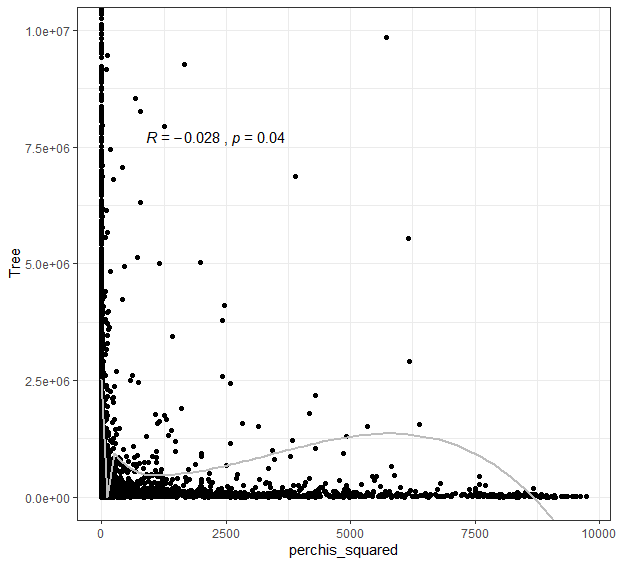 1.0e+07
R = −0.028 , p = 0.04
7.5e+06
Tree
5.0e+06
2.5e+06
0.0e+00
0 2500 5000 7500 10000
perchis_squared